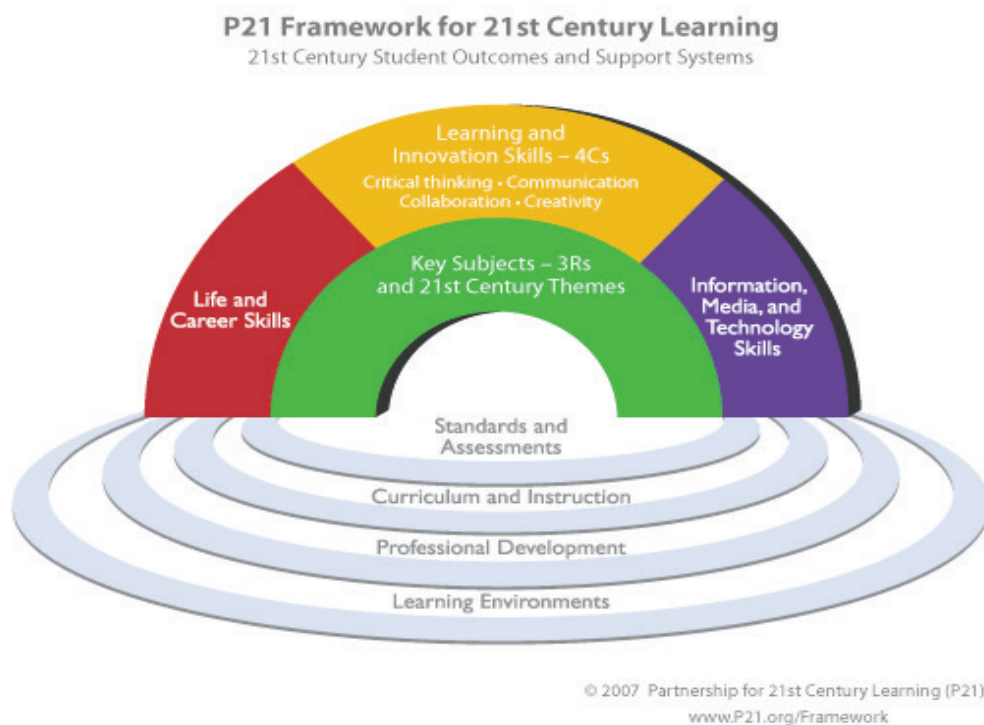 P21 Framework for 21st Century Learning
21st Century Student Outcomes and Support Systems
Learning and
Innovation Skills – 4Cs
Critical thinking • Communication
Collaboration • Creativity
Key Subjects – 3Rs
and 21st Century Themes
Life and
Career Skills
Information,
Media, and
Technology
Skills
Standards and
Assessments
Curriculum and Instruction
Professional Development
Learning Environments
© 2007 Partnership for 21st Century Learning (P21)
www.P21.org/Framework